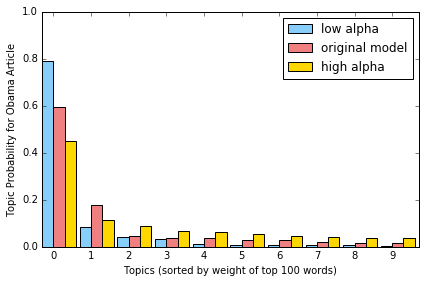 low alpha
original model
high alpha
Topic Probability for Obama Article
1.0
0.8
0.6
0.4
0.2
0.0
0 1 2 3 4 5 6 7 8 9
Topics (sorted by weight of top 100 words)